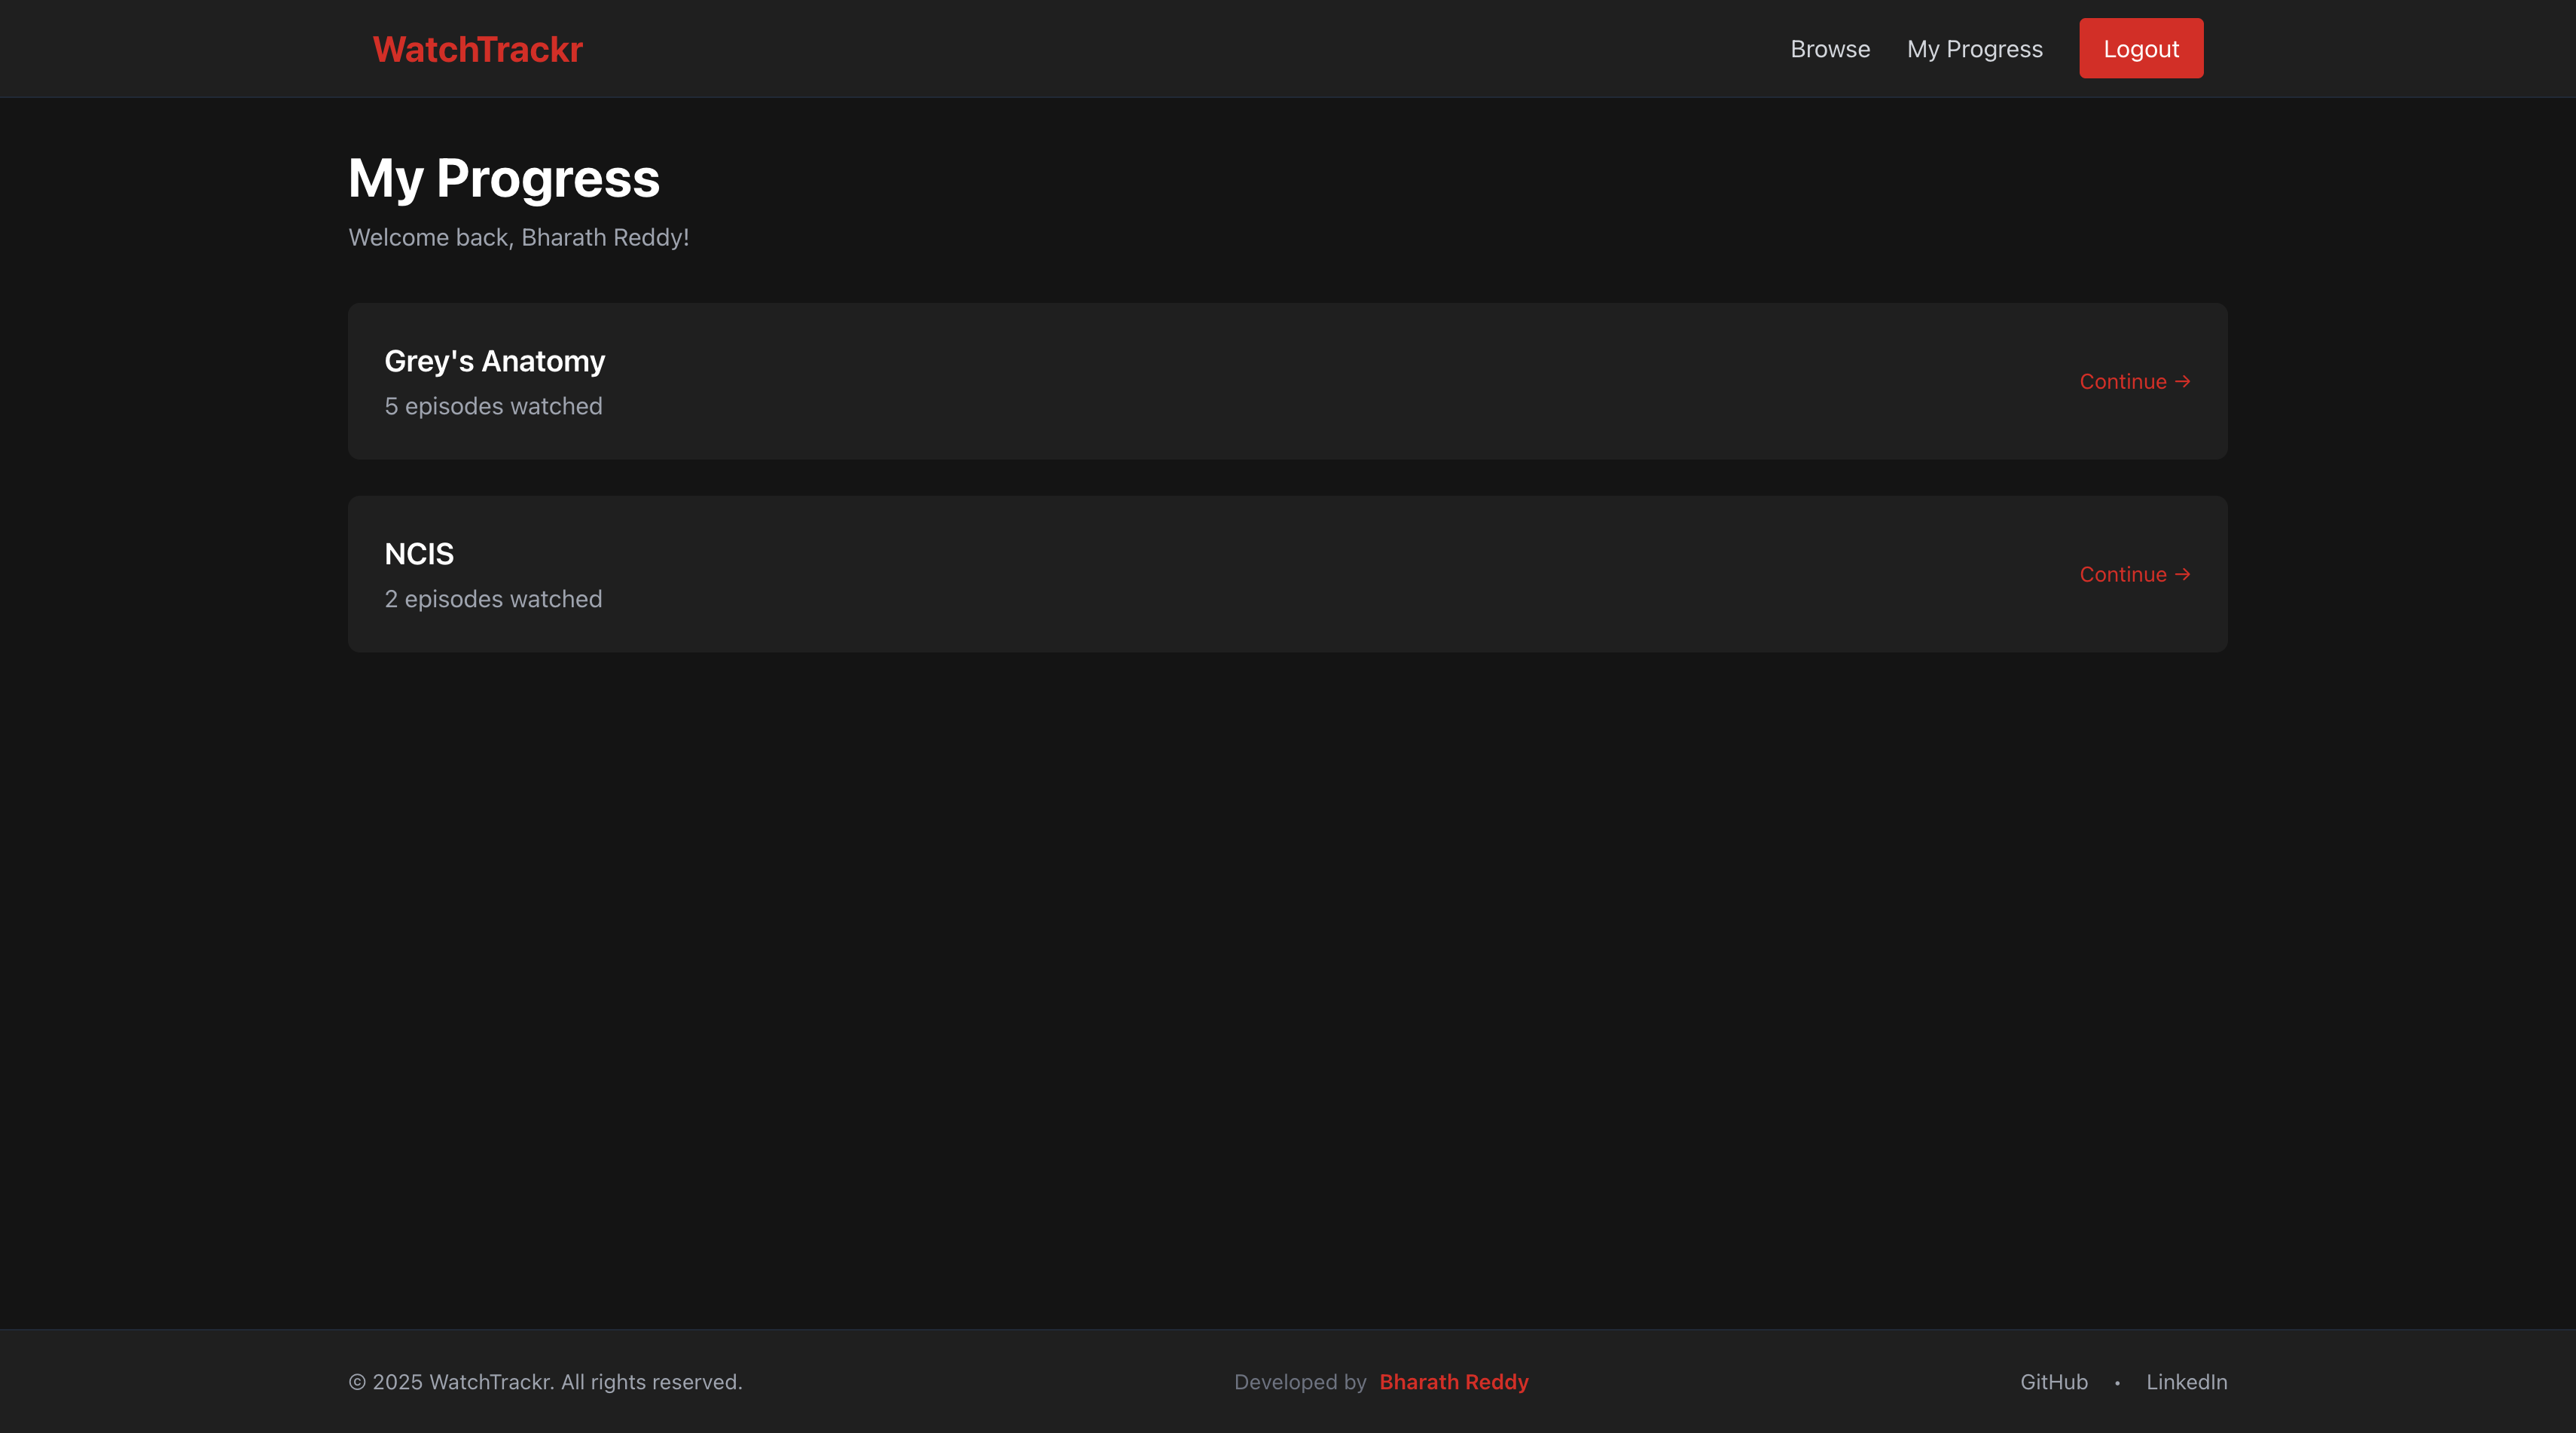 WatchTrackr
Browse
My Progress
Logout
My Progress
Welcome back, Bharath Reddy!
Grey's Anatomy
5 episodes watched
Continue →
NCIS
2 episodes watched
Continue →
© 2025 WatchTrackr. All rights reserved.
Developed by Bharath Reddy
GitHub • LinkedIn